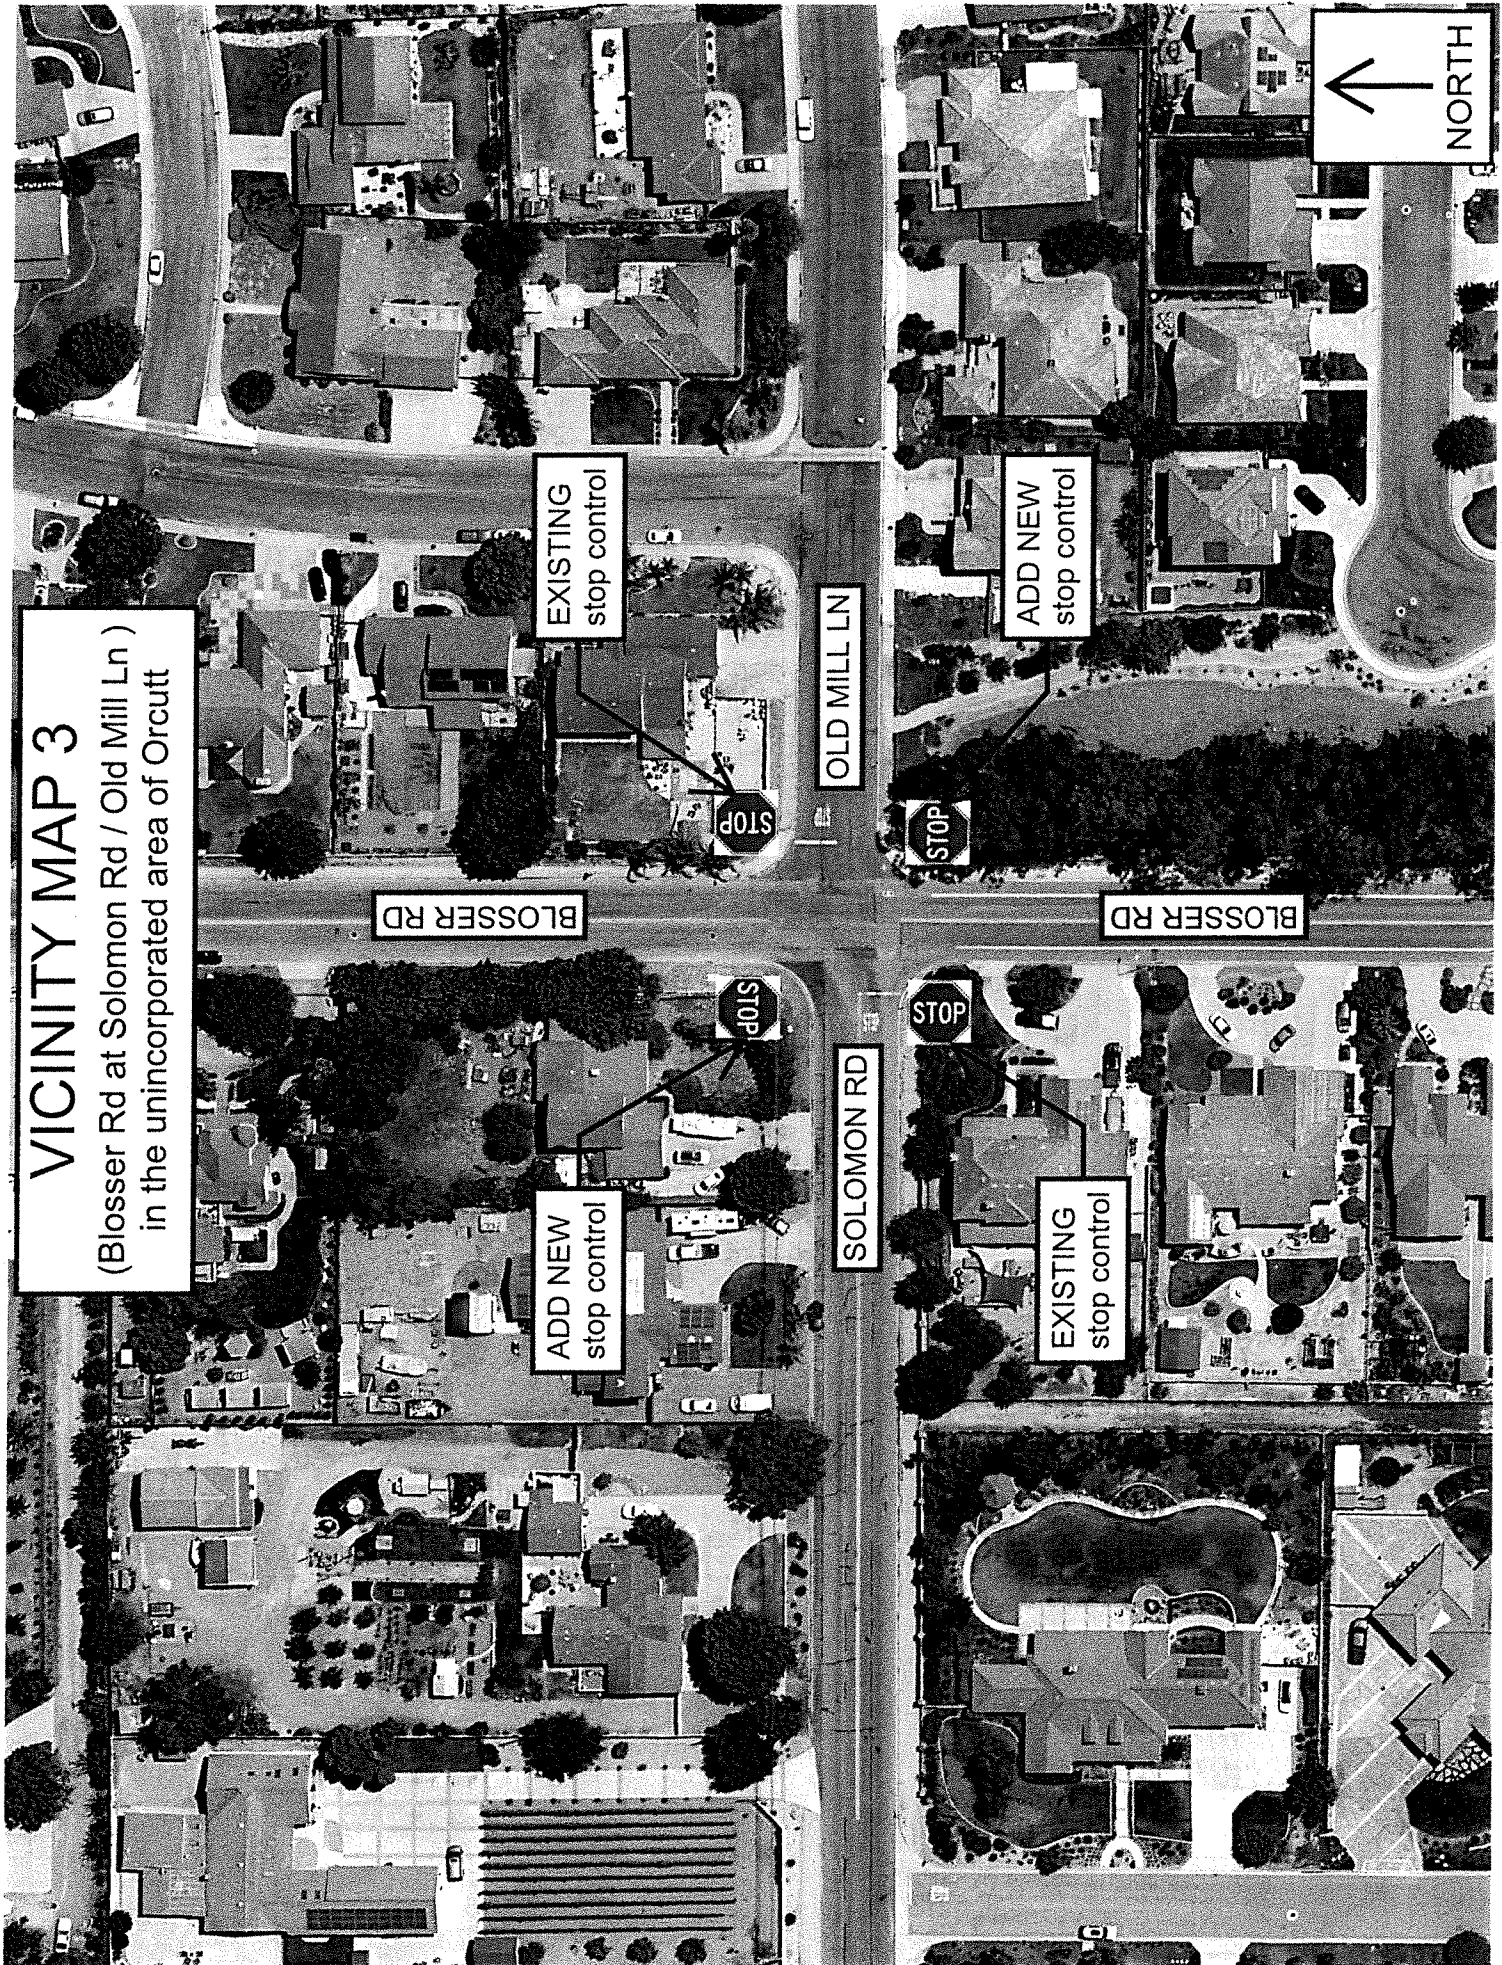 VICINITY MAP 3
(Blosser Rd at Solomon Rd / Old Mill Ln )
in the unincorporated area of Orcutt
NORTH
ADD NEW
stop control
EXISTING
stop control
BLOSSER RD
STOP
STOP
SOLOMON RD
OLD MILL LN
STOP
STOP
EXISTING
stop control
BLOSSER RD
ADD NEW
stop control